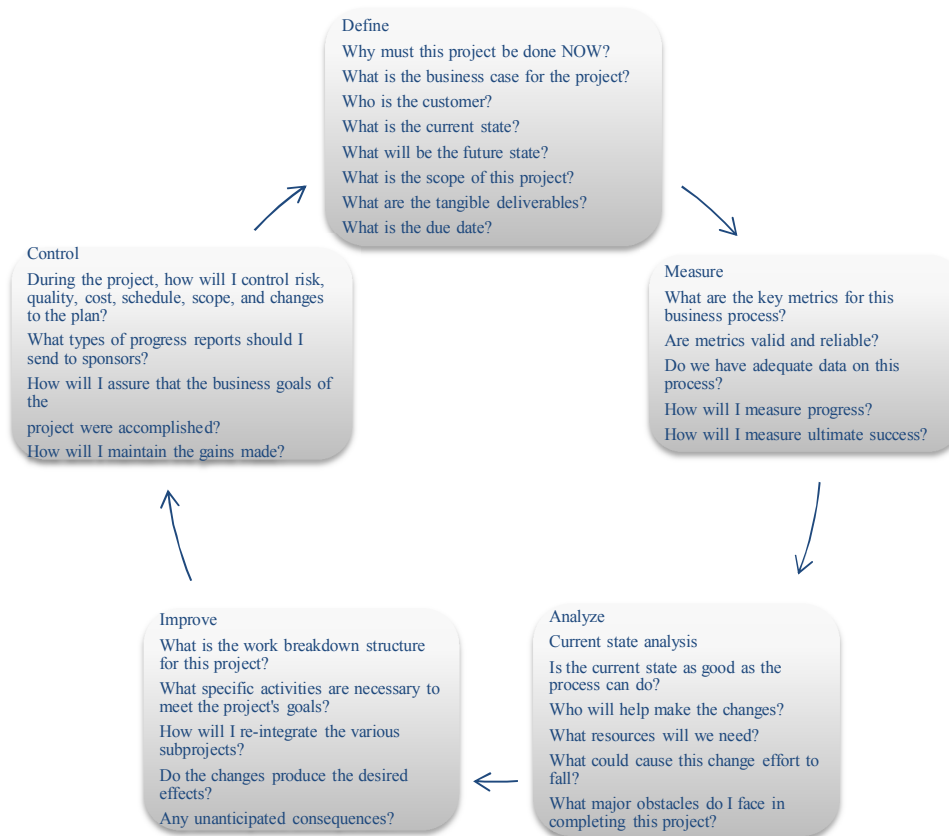 Define
Why must this project be done NOW?
What is the business case for the project?
Who is the customer?
What is the current state?
What will be the future state?
What is the scope of this project?
What are the tangible deliverables?
What is the due date?
Measure
What are the key metrics for this
business process?
Are metrics valid and reliable?
Do we have adequate data on this
process?
How will I measure progress?
How will I measure ultimate success?
Analyze
Current state analysis
Is the current state as good as the
process can do?
Who will help make the changes?
What resources will we need?
What could cause this change effort to
fall?
What major obstacles do I face in
completing this project?
Improve
What is the work breakdown structure
for this project?
What specific activities are necessary to
meet the project's goals?
How will I re-integrate the various
subprojects?
Do the changes produce the desired
effects?
Any unanticipated consequences?
Control
During the project, how will I control risk,
quality, cost, schedule, scope, and changes
to the plan?
What types of progress reports should I
send to sponsors?
How will I assure that the business goals of
the
project were accomplished?
How will I maintain the gains made?